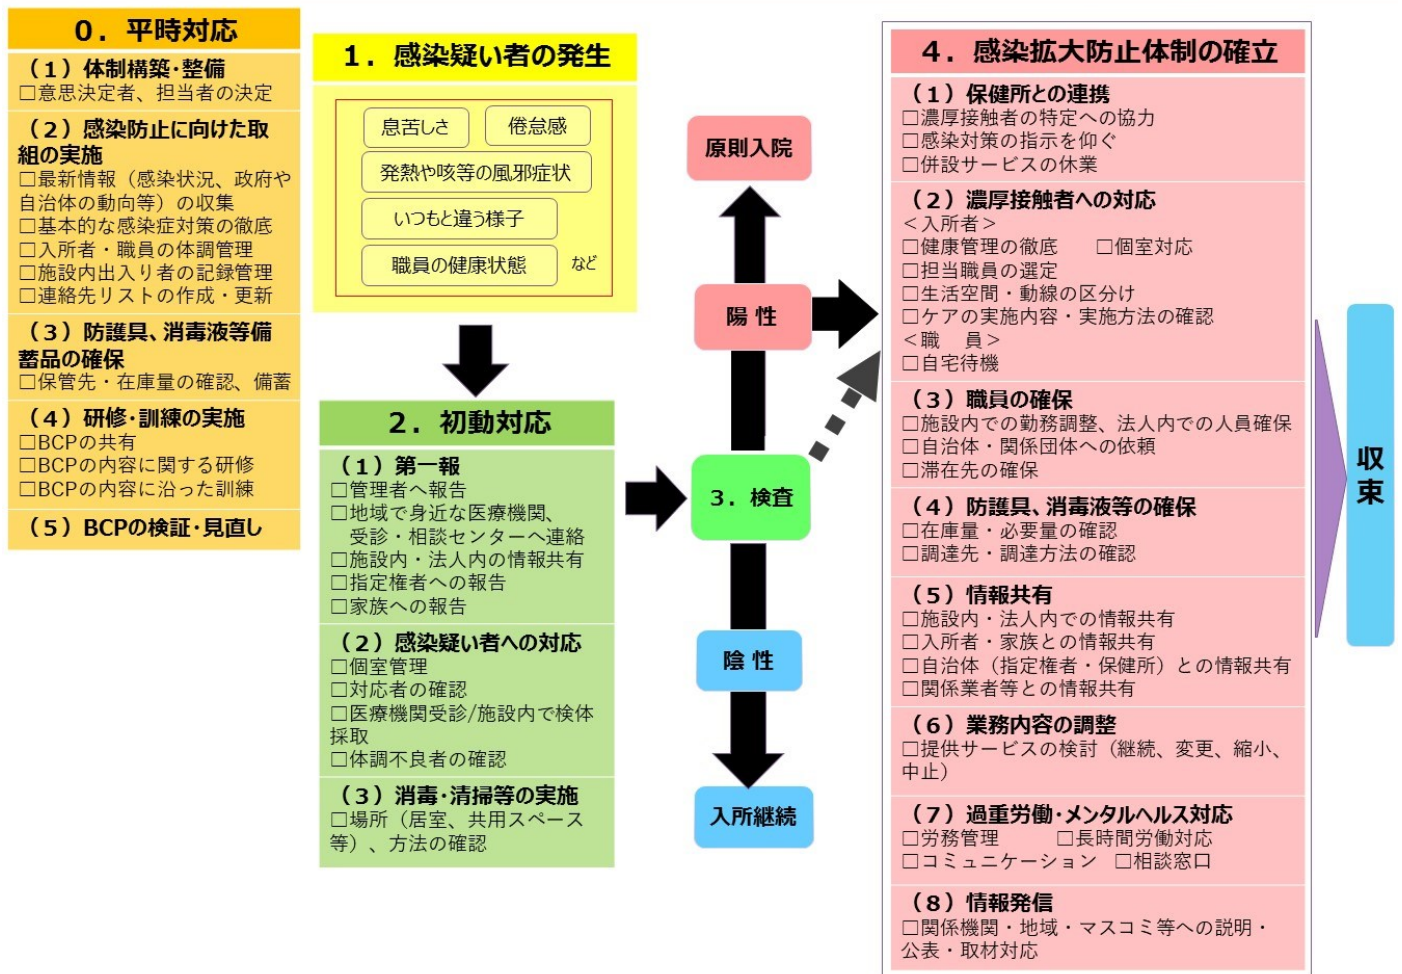 0．平時対応
（1）体制構築・整備
□意思決定者、担当者の決定
（2）感染防止に向けた取
組の実施
□最新情報（感染状況、政府や
自治体の動向等）の収集
□基本的な感染症対策の徹底
□入所者・職員の体調管理
□施設内出入り者の記録管理
□連絡先リストの作成・更新
（3）防護具、消毒液等備
蓄品の確保
□保管先・在庫量の確認、備蓄
（4）研修・訓練の実施
□BCPの共有
□BCPの内容に関する研修
□BCPの内容に沿った訓練
（5）BCPの検証・見直し
1．感染疑い者の発生
息苦しさ
倦怠感
発熱や咳等の風邪症状
いつもと違う様子
職員の健康状態
など
2．初動対応
（1）第一報
□管理者へ報告
□地域で身近な医療機関、
受診・相談センターへ連絡
□施設内・法人内の情報共有
□指定権者への報告
□家族への報告
（2）感染疑い者への対応
□個室管理
□対応者の確認
□医療機関受診/施設内で検体
採取
□体調不良者の確認
（3）消毒・清掃等の実施
□場所（居室、共用スペース
等）、方法の確認
原則入院
陽 性
3．検査
陰 性
入所継続
4．感染拡大防止体制の確立
（1）保健所との連携
□濃厚接触者の特定への協力
□感染対策の指示を仰ぐ
□併設サービスの休業
（2）濃厚接触者への対応
＜入所者＞
□健康管理の徹底　　□個室対応
□担当職員の選定
□生活空間・動線の区分け
□ケアの実施内容・実施方法の確認
＜職　員＞
□自宅待機
（3）職員の確保
□施設内での勤務調整、法人内での人員確保
□自治体・関係団体への依頼
□滞在先の確保
（4）防護具、消毒液等の確保
□在庫量・必要量の確認
□調達先・調達方法の確認
（5）情報共有
□施設内・法人内での情報共有
□入所者・家族との情報共有
□自治体（指定権者・保健所）との情報共有
□関係業者等との情報共有
（6）業務内容の調整
□提供サービスの検討（継続、変更、縮小、
中止）
（7）過重労働・メンタルヘルス対応
□労務管理　　□長時間労働対応
□コミュニケーション　□相談窓口
（8）情報発信
□関係機関・地域・マスコミ等への説明・
公表・取材対応
収束